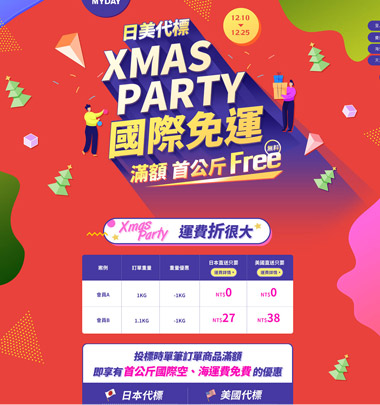 MYDAY
12.10
12.25
日美代標
XMAS
PARTY
國際免運
滿額 首公斤 Free
無料
Xmas
Party
運費折很大
案例 訂單重量 重量優惠 日本直送只要 美國直送只要
運費詳情 運費詳情
會員A 1KG -1KG NT$0 NT$0
會員B 1.1KG -1KG NT$27 NT$38
投標時單筆訂單商品滿額
即享有首公斤國際空、海運費免費的優惠
日本代標 美國代標